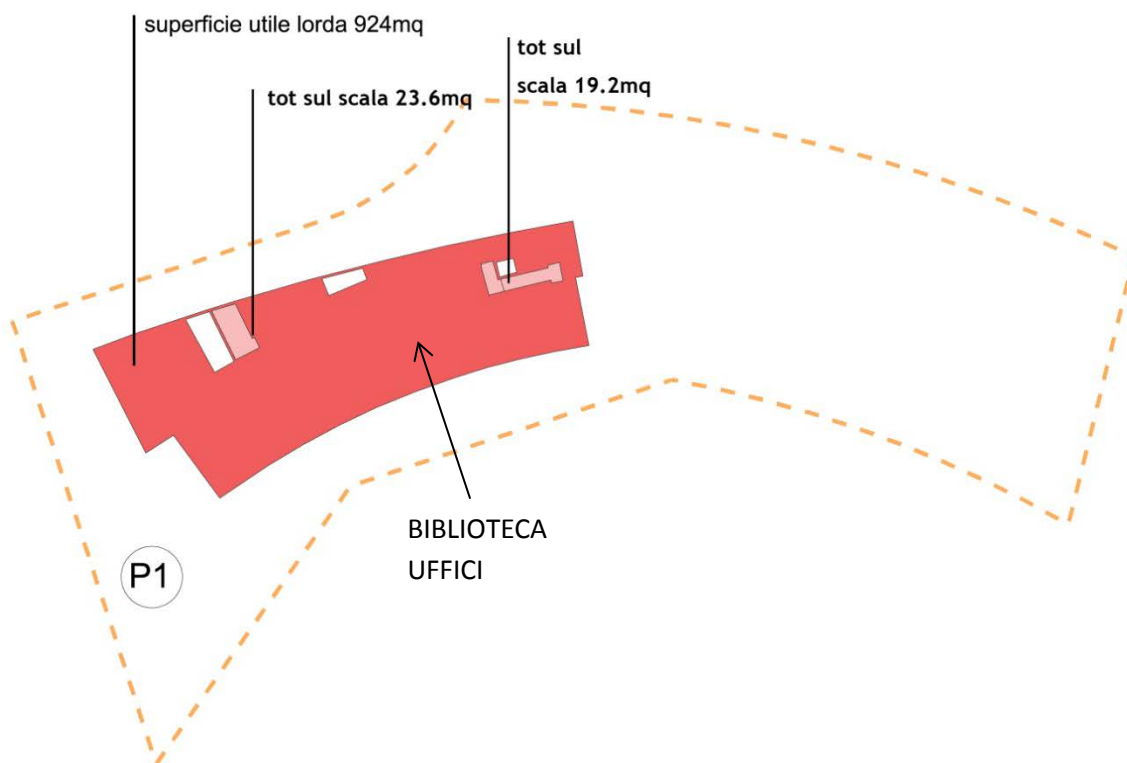 superficie utile lorda 924mq
tot sul
scala 19.2mq
tot sul scala 23.6mq
BIBLIOTECA
UFFICI
P1